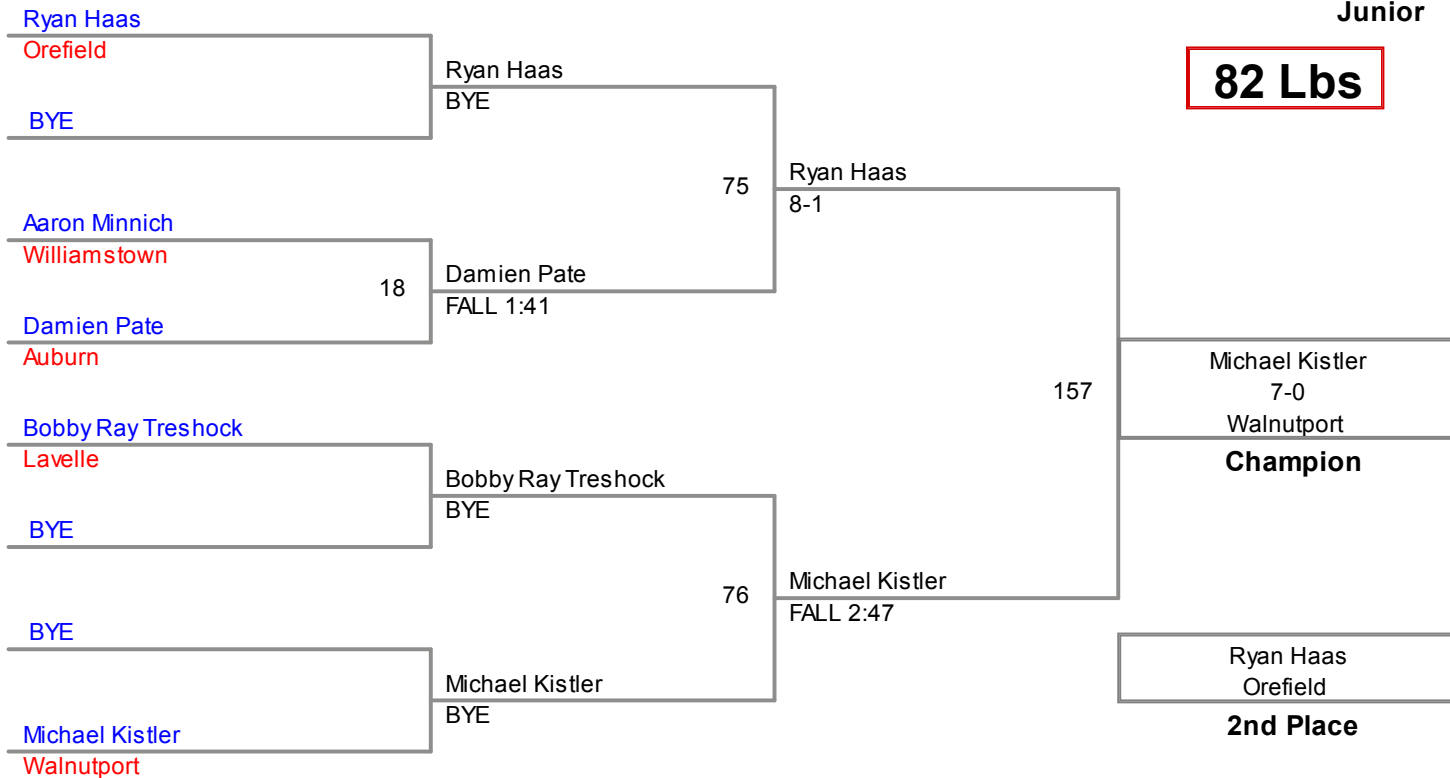 Junior
82 Lbs
Ryan Haas
Orefield
BYE
Aaron Minnich
Williamstown
Damien Pate
Auburn
Bobby Ray Treshock
Lavelle
BYE
BYE
Michael Kistler
Walnutport
Ryan Haas
BYE
18
Damien Pate
FALL 1:41
Bobby Ray Treshock
BYE
Michael Kistler
BYE
75
Ryan Haas
8-1
76
Michael Kistler
FALL 2:47
157
Michael Kistler
7-0
Walnutport
Champion
Ryan Haas
Orefield
2nd Place